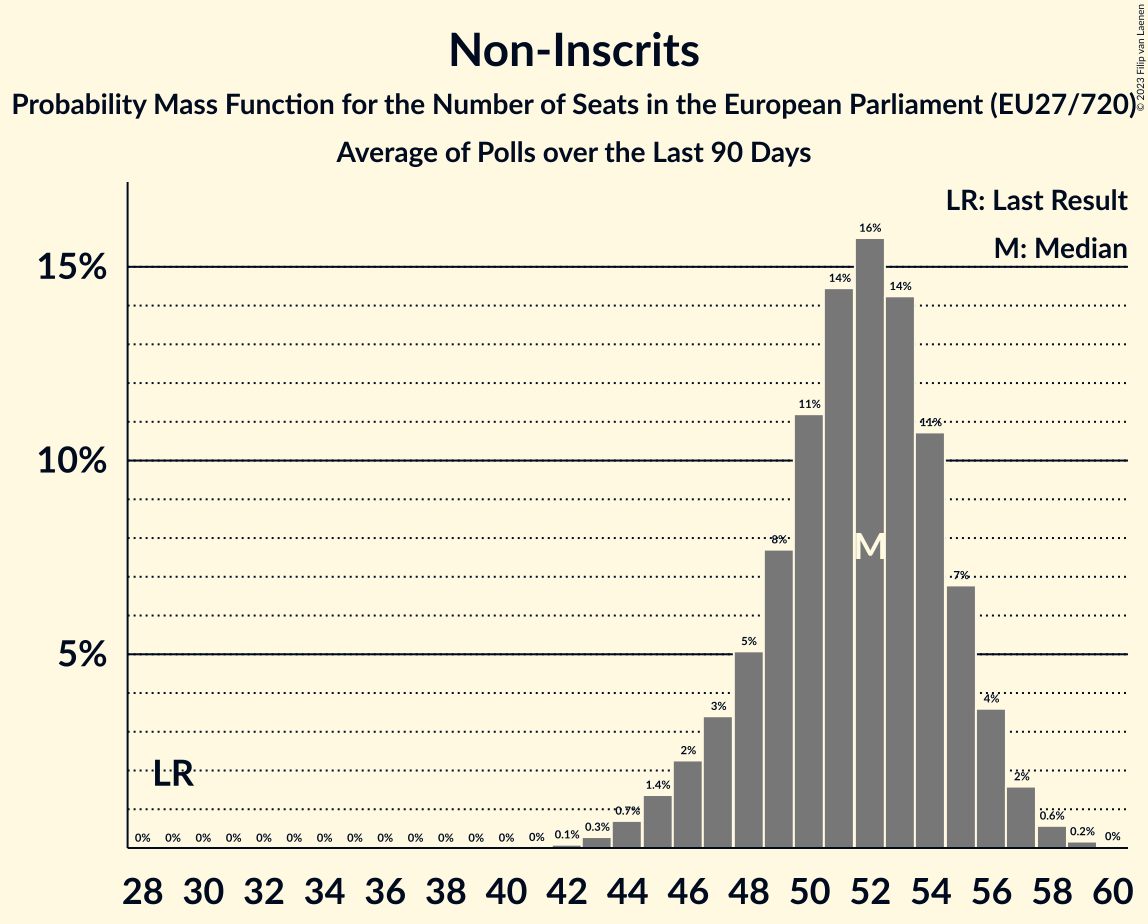 Non-Inscrits
Probability Mass Function for the Number of Seats in the European Parliament (EU27/720)
Average of Polls over the Last 90 Days
© 2023 Filip van Laenen
LR: Last Result
M: Median
15%
10%
5%
LR
M
0% 0% 0% 0% 0% 0% 0% 0% 0% 0% 0% 0% 0% 0% 0.1% 0.3% 0.7% 1.4% 2% 3% 5% 8% 11% 14% 16% 14% 11% 7% 4% 2% 0.6% 0.2% 0%
28 30 32 34 36 38 40 42 44 46 48 50 52 54 56 58 60